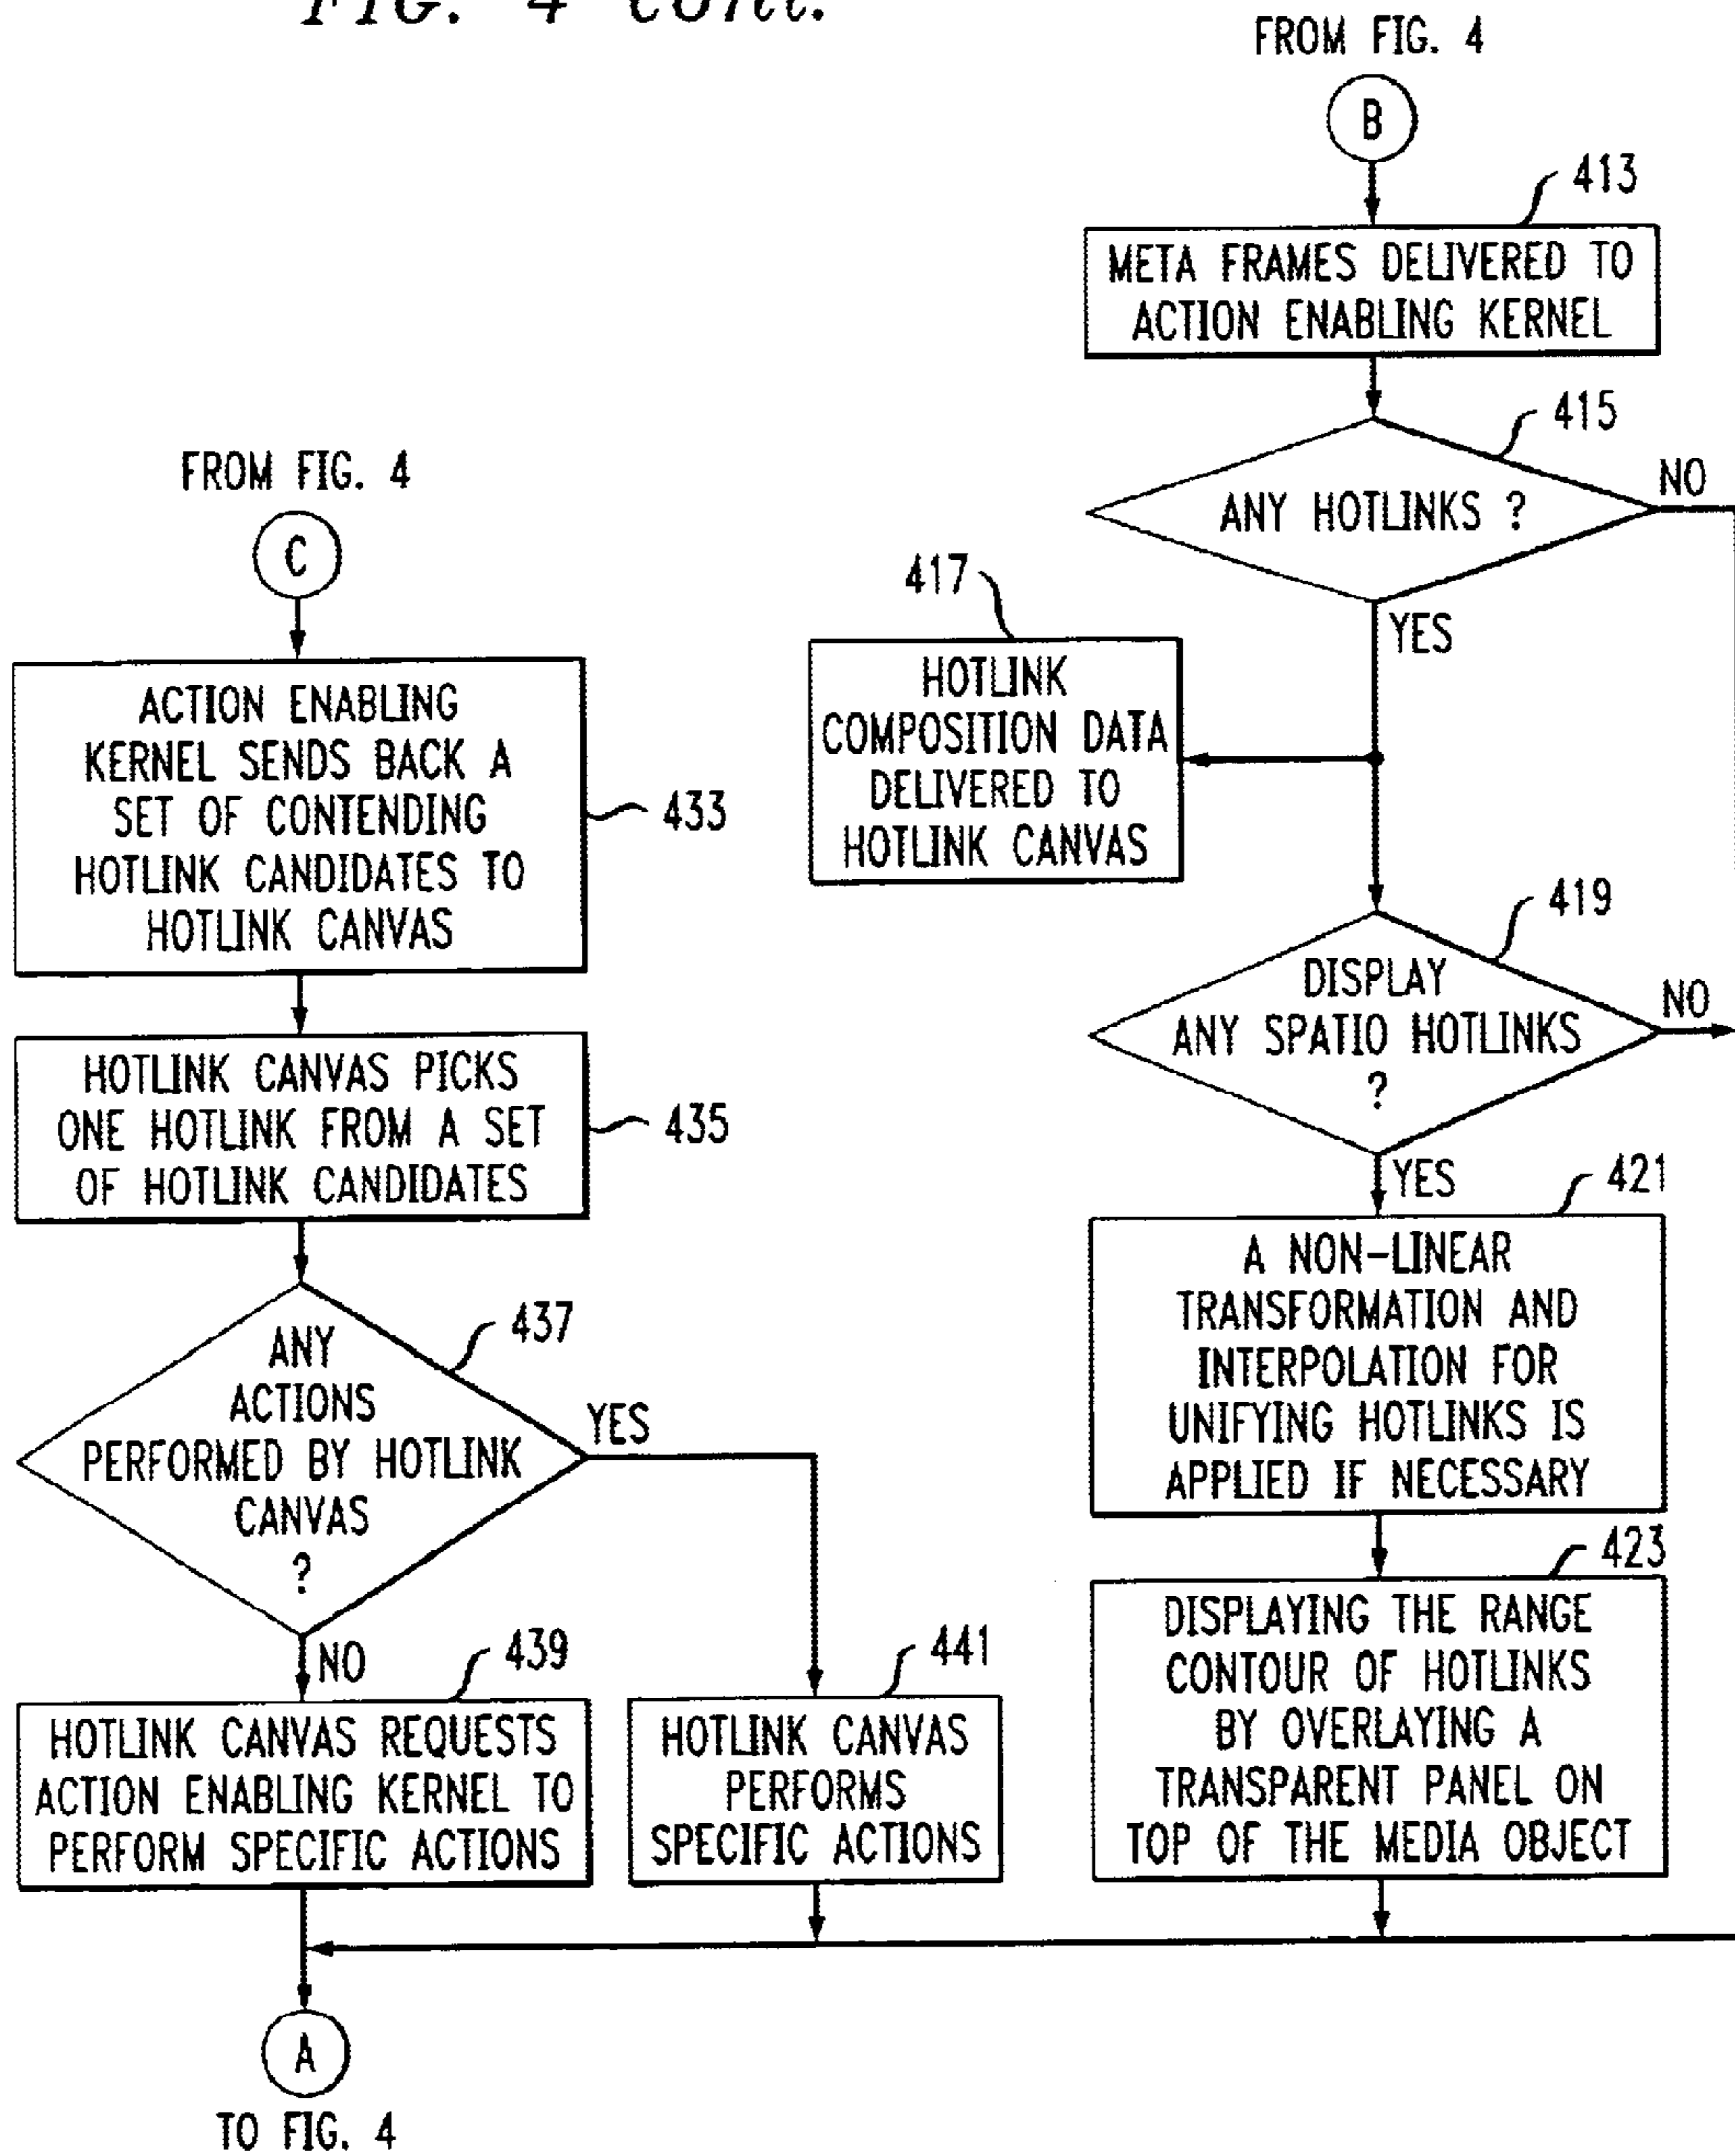 FIG. 4 cont.
FROM FIG. 4
B
413
META FRAMES DELIVERED TO
ACTION ENABLING KERNEL
415
ANY HOTLINKS ?
NO
YES
417
HOTLINK
COMPOSITION DATA
DELIVERED TO
HOTLINK CANVAS
419
DISPLAY
ANY SPATIO HOTLINKS
?
NO
YES
421
A NON-LINEAR
TRANSFORMATION AND
INTERPOLATION FOR
UNIFYING HOTLINKS IS
APPLIED IF NECESSARY
423
DISPLAYING THE RANGE
CONTOUR OF HOTLINKS
BY OVERLAYING A
TRANSPARENT PANEL ON
TOP OF THE MEDIA OBJECT
FROM FIG. 4
C
ACTION ENABLING
KERNEL SENDS BACK A
SET OF CONTENDING
HOTLINK CANDIDATES TO
HOTLINK CANVAS
433
HOTLINK CANVAS PICKS
ONE HOTLINK FROM A SET
OF HOTLINK CANDIDATES
435
437
ANY
ACTIONS
PERFORMED BY HOTLINK
CANVAS
?
YES
NO
439
HOTLINK CANVAS REQUESTS
ACTION ENABLING KERNEL TO
PERFORM SPECIFIC ACTIONS
441
HOTLINK CANVAS
PERFORMS
SPECIFIC ACTIONS
A
TO FIG. 4